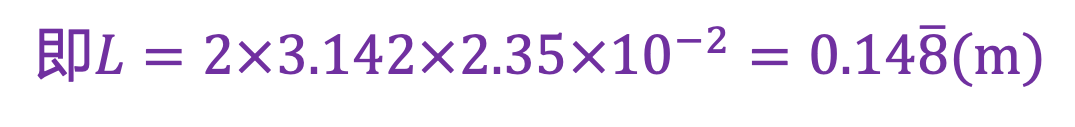 即L = 2×3.142×2.35×10⁻² = 0.148̅(m)